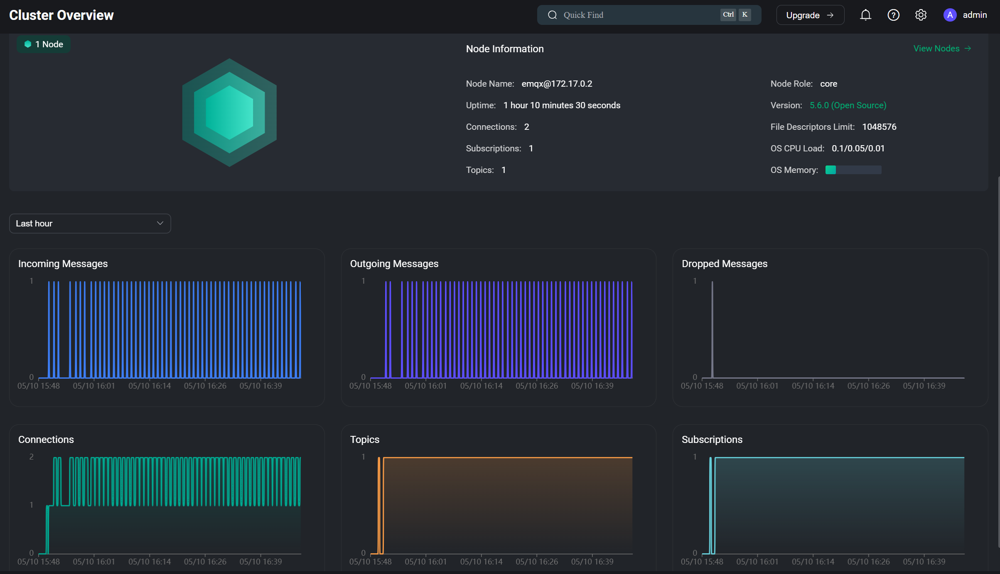 Cluster Overview
Quick Find
Ctrl K
Upgrade →
?
A
admin
1 Node
Node Information
View Nodes →
Node Name: emqx@172.17.0.2
Node Role: core
Uptime: 1 hour 10 minutes 30 seconds
Version: 5.6.0 (Open Source)
Connections: 2
File Descriptors Limit: 1048576
Subscriptions: 1
OS CPU Load: 0.1/0.05/0.01
Topics: 1
OS Memory:
Last hour
Incoming Messages
1
0
05/10 15:48 05/10 16:01 05/10 16:14 05/10 16:26 05/10 16:39
Outgoing Messages
1
0
05/10 15:48 05/10 16:01 05/10 16:14 05/10 16:26 05/10 16:39
Dropped Messages
1
0
05/10 15:48 05/10 16:01 05/10 16:14 05/10 16:26 05/10 16:39
Connections
2
1
0
05/10 15:48 05/10 16:01 05/10 16:14 05/10 16:26 05/10 16:39
Topics
1
0
05/10 15:48 05/10 16:01 05/10 16:14 05/10 16:26 05/10 16:39
Subscriptions
1
0
05/10 15:48 05/10 16:01 05/10 16:14 05/10 16:26 05/10 16:39